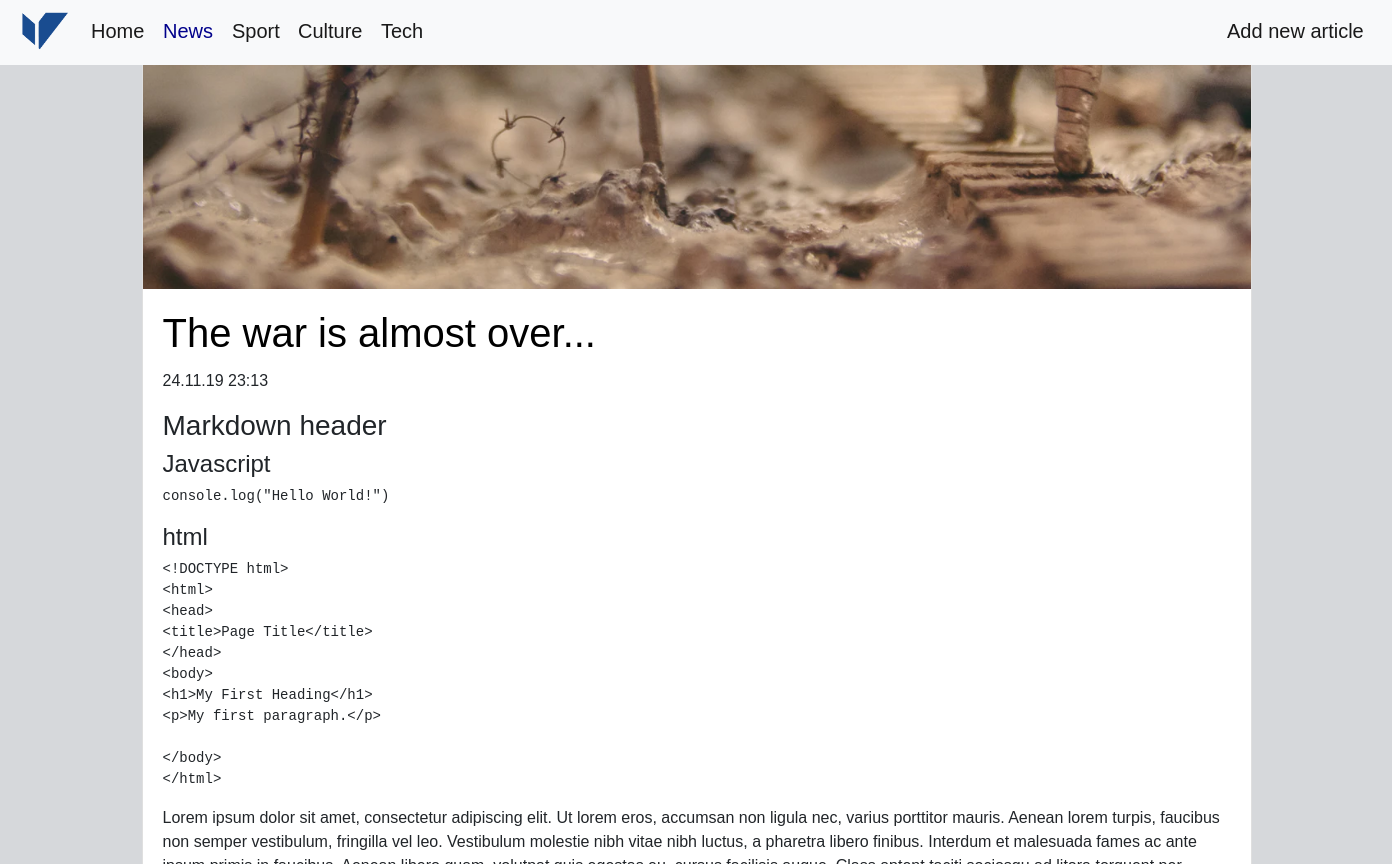 Home News Sport Culture Tech Add new article
The war is almost over...
24.11.19 23:13
Markdown header
Javascript
console.log("Hello World!")
html
<!DOCTYPE html>
<html>
<head>
<title>Page Title</title>
</head>
<body>
<h1>My First Heading</h1>
<p>My first paragraph.</p>
</body>
</html>
Lorem ipsum dolor sit amet, consectetur adipiscing elit. Ut lorem eros, accumsan non ligula nec, varius porttitor mauris. Aenean lorem turpis, faucibus
non semper vestibulum, fringilla vel leo. Vestibulum molestie nibh vitae nibh luctus, a pharetra libero finibus. Interdum et malesuada fames ac ante